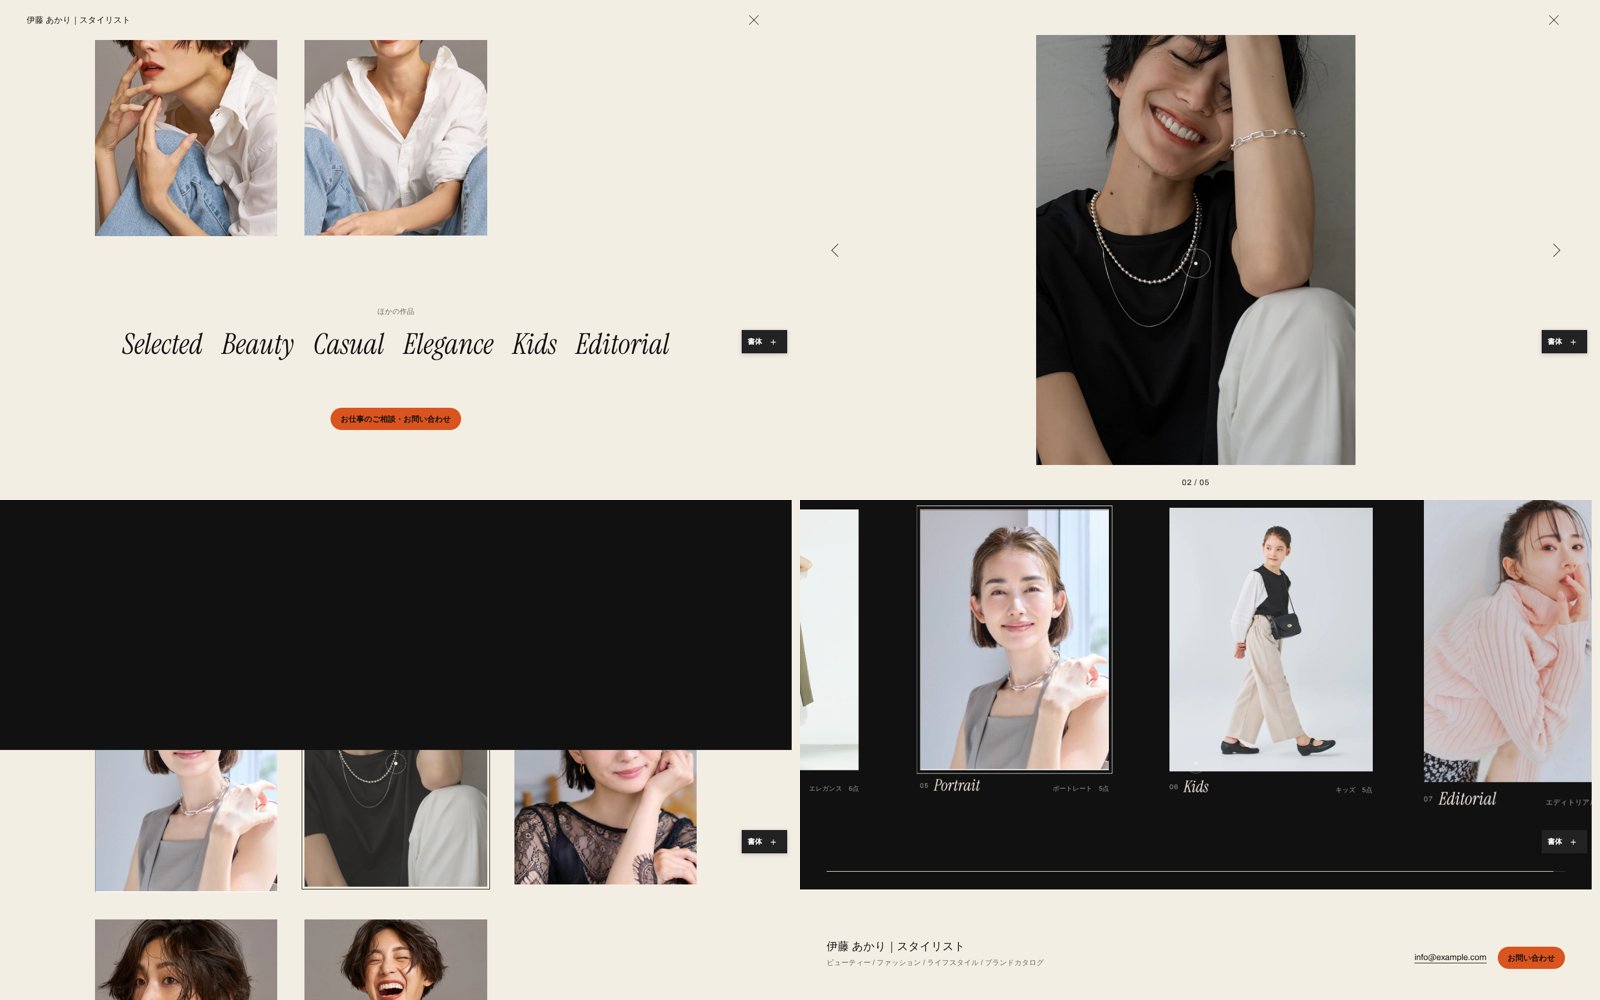 伊藤 あかり｜スタイリスト
ほかの作品
Selected Beauty Casual Elegance Kids Editorial
書体 +
お仕事のご相談・お問い合わせ
書体 +
02 / 05
書体 +
エレガンス 6点
05 Portrait ポートレート 5点
06 Kids キッズ 5点
07 Editorial エディトリア
書体 +
伊藤 あかり｜スタイリスト
ビューティー / ファッション / ライフスタイル / ブランドカタログ
info@example.com お問い合わせ